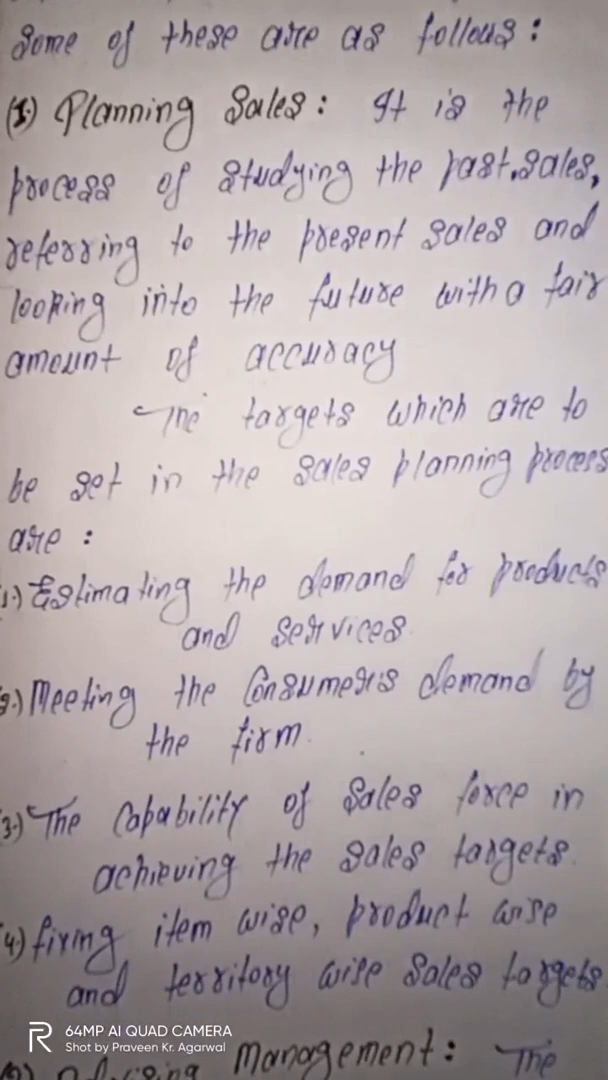 Some of these are as follows:
(1.) Planning Sales: It is the
process of studying the past sales,
referring to the present sales and
looking into the future with a fair
amount of accuracy
The targets which are to
be set in the sales planning process
are :
1.) Estimating the demand for products
and services.
2.) Meeting the Consumer's demand by
the firm.
3.) The Capability of Sales force in
achieving the sales targets.
4.) fixing item wise, product wise
and territory wise sales targets
64MP AI QUAD CAMERA
Shot by Praveen Kr. Agarwal
Management: The